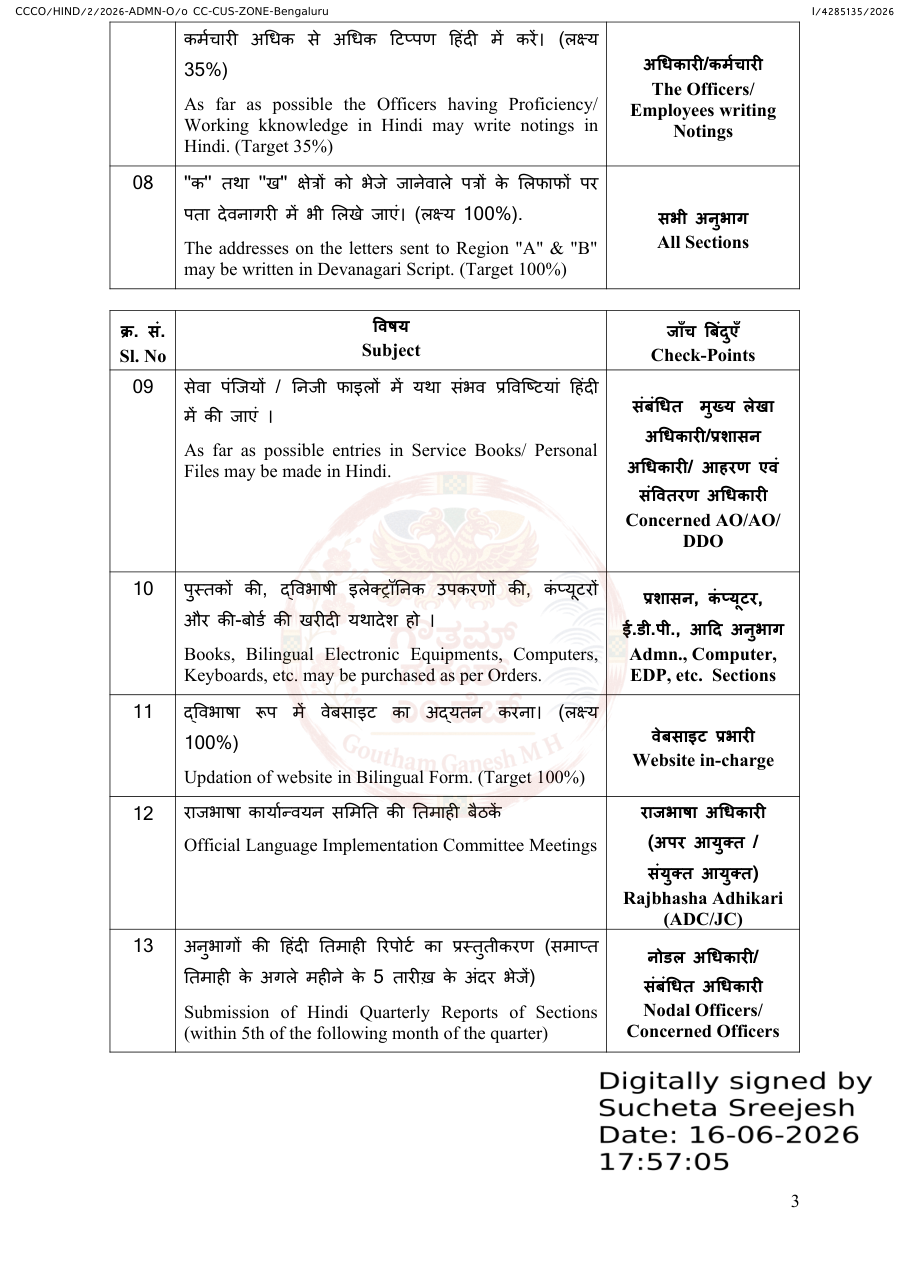 CCCO/HIND/2/2026-ADMN-O/o CC-CUS-ZONE-Bengaluru
I/4285135/2026
कर्मचारी अधिक से अधिक टिप्पण हिंदी में करें। (लक्ष्य
35%)
As far as possible the Officers having Proficiency/
Working kknowledge in Hindi may write notings in
Hindi. (Target 35%)
अधिकारी/कर्मचारी
The Officers/
Employees writing
Notings
08
"क" तथा "ख" क्षेत्रों को भेजे जानेवाले पत्रों के लिफाफों पर
पता देवनागरी में भी लिखे जाएं। (लक्ष्य 100%).
The addresses on the letters sent to Region "A" & "B"
may be written in Devanagari Script. (Target 100%)
सभी अनुभाग
All Sections
क्र. सं.
Sl. No
विषय
Subject
जाँच बिंदुएँ
Check-Points
09
सेवा पंजियों / निजी फाइलों में यथा संभव प्रविष्टियां हिंदी
में की जाएं ।
As far as possible entries in Service Books/ Personal
Files may be made in Hindi.
संबंधित मुख्य लेखा
अधिकारी/प्रशासन
अधिकारी/ आहरण एवं
संवितरण अधिकारी
Concerned AO/AO/
DDO
10
पुस्तकों की, द्विभाषी इलेक्ट्रॉनिक उपकरणों की, कंप्यूटरों
और की-बोर्ड की खरीदी यथादेश हो ।
Books, Bilingual Electronic Equipments, Computers,
Keyboards, etc. may be purchased as per Orders.
प्रशासन, कंप्यूटर,
ई.डी.पी., आदि अनुभाग
Admn., Computer,
EDP, etc. Sections
11
द्विभाषा रूप में वेबसाइट का अद्यतन करना। (लक्ष्य
100%)
Updation of website in Bilingual Form. (Target 100%)
वेबसाइट प्रभारी
Website in-charge
12
राजभाषा कार्यान्वयन समिति की तिमाही बैठकें
Official Language Implementation Committee Meetings
राजभाषा अधिकारी
(अपर आयुक्त /
संयुक्त आयुक्त)
Rajbhasha Adhikari
(ADC/JC)
13
अनुभागों की हिंदी तिमाही रिपोर्ट का प्रस्तुतीकरण (समाप्त
तिमाही के अगले महीने के 5 तारीख़ के अंदर भेजें)
Submission of Hindi Quarterly Reports of Sections
(within 5th of the following month of the quarter)
नोडल अधिकारी/
संबंधित अधिकारी
Nodal Officers/
Concerned Officers
ಗೌತಮ್
ಗಣೇಶ್
ಎಂ.ಹೆಚ್
Goutham Ganesh M H
Digitally signed by
Sucheta Sreejesh
Date: 16-06-2026
17:57:05
3